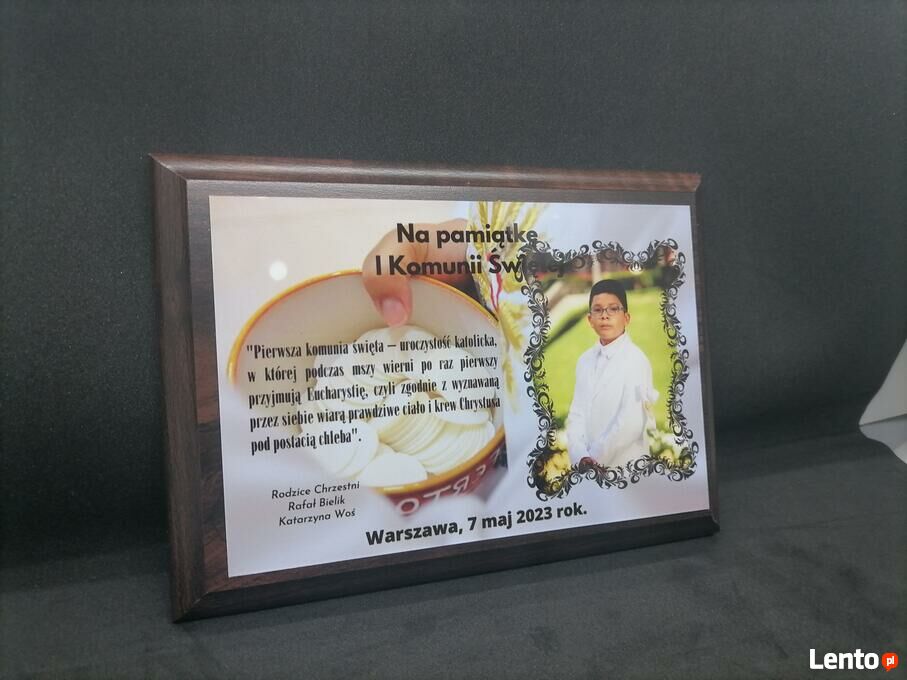 Na pamiątkę
I Komunii Świętej
"Pierwsza komunia święta – uroczystość katolicka,
w której podczas mszy wierni po raz pierwszy
przyjmują Eucharystię, czyli zgodnie z wyznawaną
przez siebie wiarą prawdziwe ciało i krew Chrystusa
pod postacią chleba".
Rodzice Chrzestni
Rafał Bielik
Katarzyna Woś
Warszawa, 7 maj 2023 rok.
Lento pl